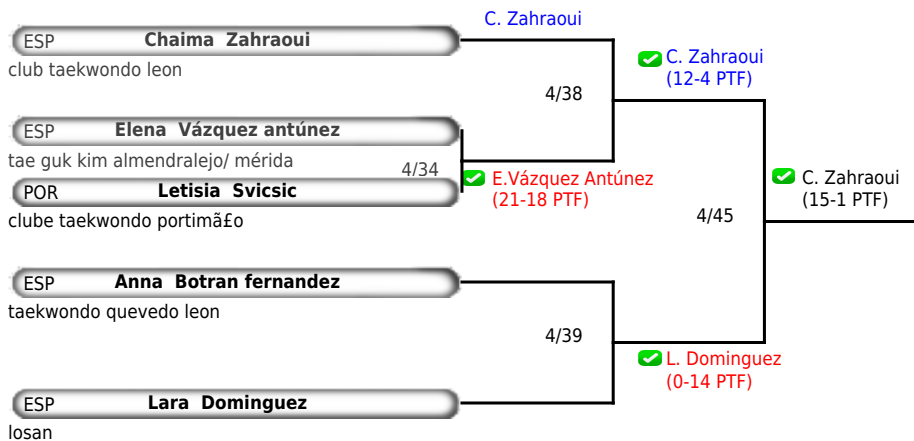 C. Zahraoui
ESP Chaima Zahraoui
club taekwondo leon
C. Zahraoui
(12-4 PTF)
4/38
ESP Elena Vázquez antúnez
tae guk kim almendralejo/ mérida
4/34
E.Vázquez Antúnez
(21-18 PTF)
POR Letisia Svicsic
clube taekwondo portimã£o
C. Zahraoui
(15-1 PTF)
4/45
ESP Anna Botran fernandez
taekwondo quevedo leon
4/39
L. Dominguez
(0-14 PTF)
ESP Lara Dominguez
losan